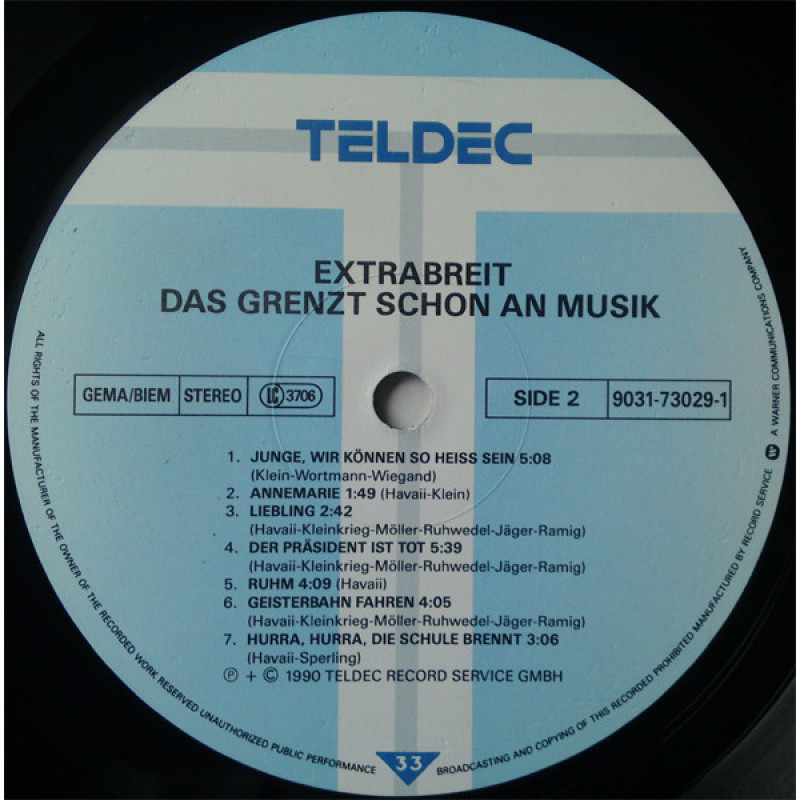 TELDEC
EXTRABREIT
DAS GRENZT SCHON AN MUSIK
GEMA/BIEM STEREO LC 3706
SIDE 2 9031-73029-1
1. JUNGE, WIR KÖNNEN SO HEISS SEIN 5:08
(Klein-Wortmann-Wiegand)
2. ANNEMARIE 1:49 (Havaii-Klein)
3. LIEBLING 2:42
(Havaii-Kleinkrieg-Möller-Ruhwedel-Jäger-Ramig)
4. DER PRÄSIDENT IST TOT 5:39
(Havaii-Kleinkrieg-Möller-Ruhwedel-Jäger-Ramig)
5. RUHM 4:09 (Havaii)
6. GEISTERBAHN FAHREN 4:05
(Havaii-Kleinkrieg-Möller-Ruhwedel-Jäger-Ramig)
7. HURRA, HURRA, DIE SCHULE BRENNT 3:06
(Havaii-Sperling)
Ⓟ + © 1990 TELDEC RECORD SERVICE GMBH
ALL RIGHTS OF THE MANUFACTURER OF THE OWNER OF THE RECORDED WORK RESERVED UNAUTHORIZED PUBLIC PERFORMANCE
33
BROADCASTING AND COPYING OF THIS RECORDED PROHIBITED MANUFACTURED BY RECORD SERVICE W A WARNER COMMUNICATIONS COMPANY